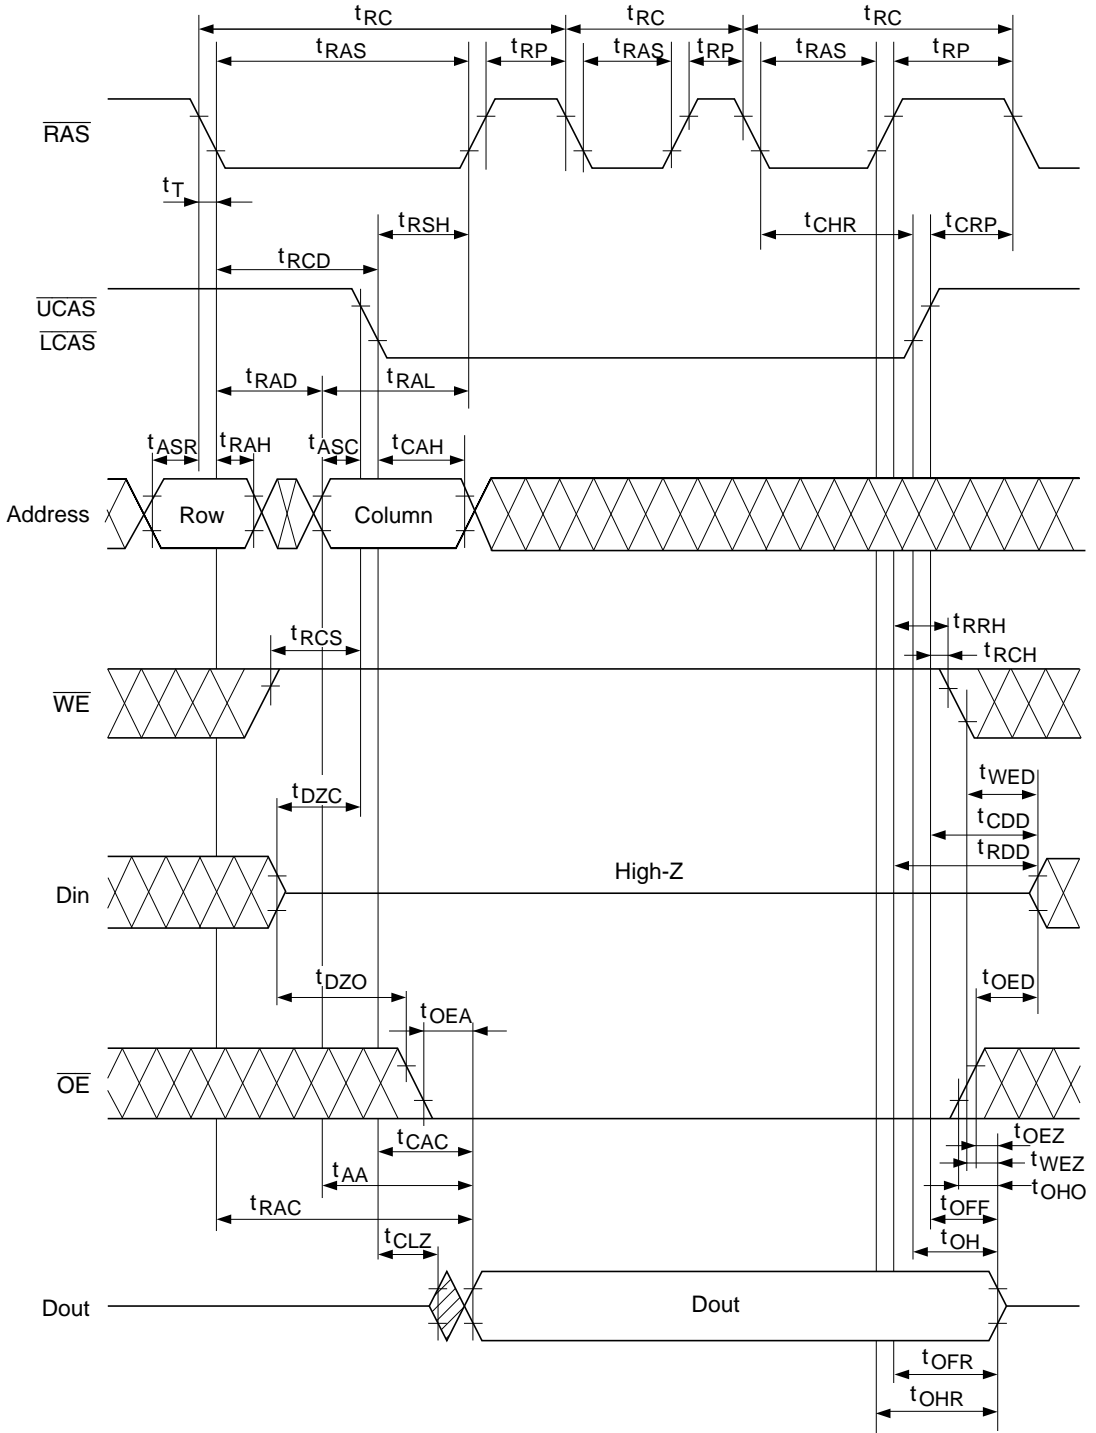 tRC tRC tRC
tRAS tRP tRAS tRP tRAS tRP
RAS
tT
tRSH tCHR tCRP
tRCD
UCAS
LCAS
tRAD tRAL
tASR tRAH tASC tCAH
Address Row Column
tRRH
tRCS tRCH
WE
tWED
tDZC
tCDD
tRDD
High-Z
Din
tDZO tOED
tOEA
OE
tCAC tOEZ
tWEZ
tAA
tOHO
tRAC tOFF
tCLZ tOH
Dout Dout
tOFR
tOHR